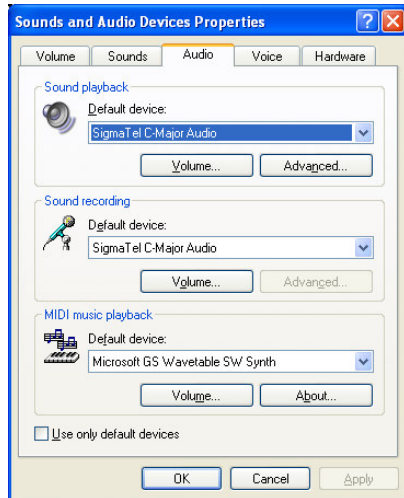 Sounds and Audio Devices Properties
Volume Sounds Audio Voice Hardware
Sound playback
Default device:
SigmaTel C-Major Audio
Volume... Advanced...
Sound recording
Default device:
SigmaTel C-Major Audio
Volume... Advanced...
MIDI music playback
Default device:
Microsoft GS Wavetable SW Synth
Volume... About...
Use only default devices
OK Cancel Apply